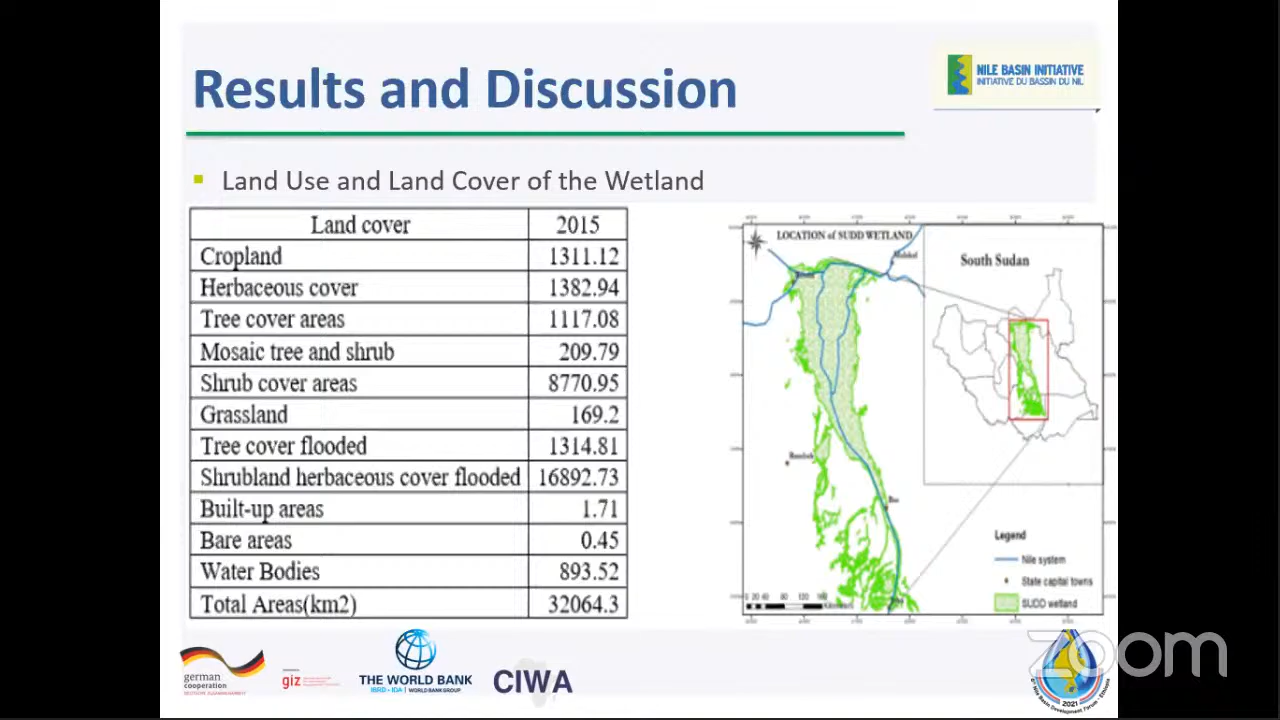 Results and Discussion
NILE BASIN INITIATIVE
INITIATIVE DU BASSIN DU NIL
Land Use and Land Cover of the Wetland
Land cover 2015
Cropland 1311.12
Herbaceous cover 1382.94
Tree cover areas 1117.08
Mosaic tree and shrub 209.79
Shrub cover areas 8770.95
Grassland 169.2
Tree cover flooded 1314.81
Shrubland herbaceous cover flooded 16892.73
Built-up areas 1.71
Bare areas 0.45
Water Bodies 893.52
Total Areas(km2) 32064.3
LOCATION of SUDD WETLAND
South Sudan
Legend
Nile system
State capital towns
SUDD wetland
german
cooperation
DEUTSCHE ZUSAMMENARBEIT
giz
THE WORLD BANK
IBRD • IDA | WORLD BANK GROUP
CIWA
2021
zoom